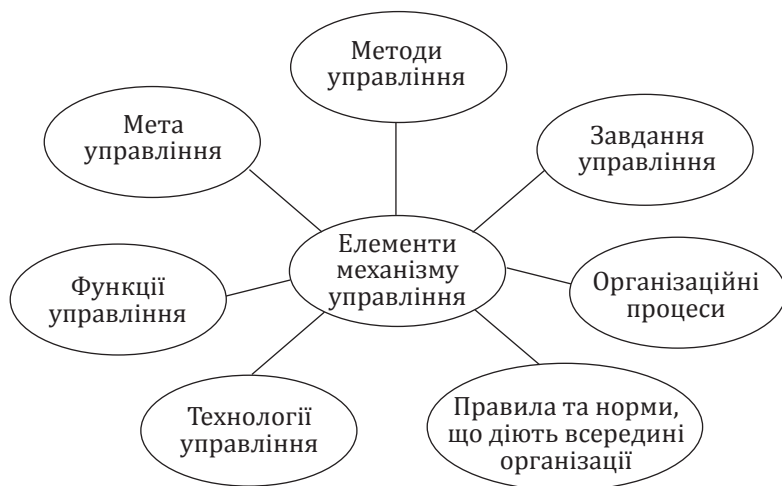 Методи
управління
Мета
управління
Завдання
управління
Елементи
механізму
управління
Функції
управління
Організаційні
процеси
Технології
управління
Правила та норми,
що діють всередині
організації